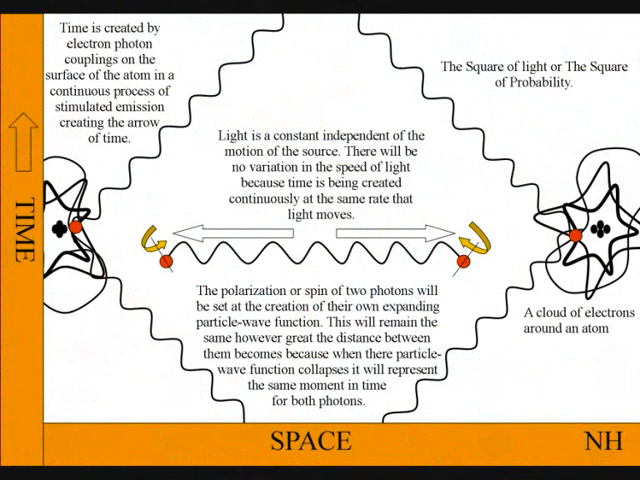 Time is created by
electron photon
couplings on the
surface of the atom in a
continuous process of
stimulated emission
creating the arrow
of time.
The Square of light or The Square
of Probability.
Light is a constant independent of the
motion of the source. There will be
no variation in the speed of light
because time is being created
continuously at the same rate that
light moves.
TIME
The polarization or spin of two photons will
be set at the creation of their own expanding
particle-wave function. This will remain the
same however great the distance between
them becomes because when there particle-
wave function collapses it will represent
the same moment in time
for both photons.
A cloud of electrons
around an atom
SPACE
NH